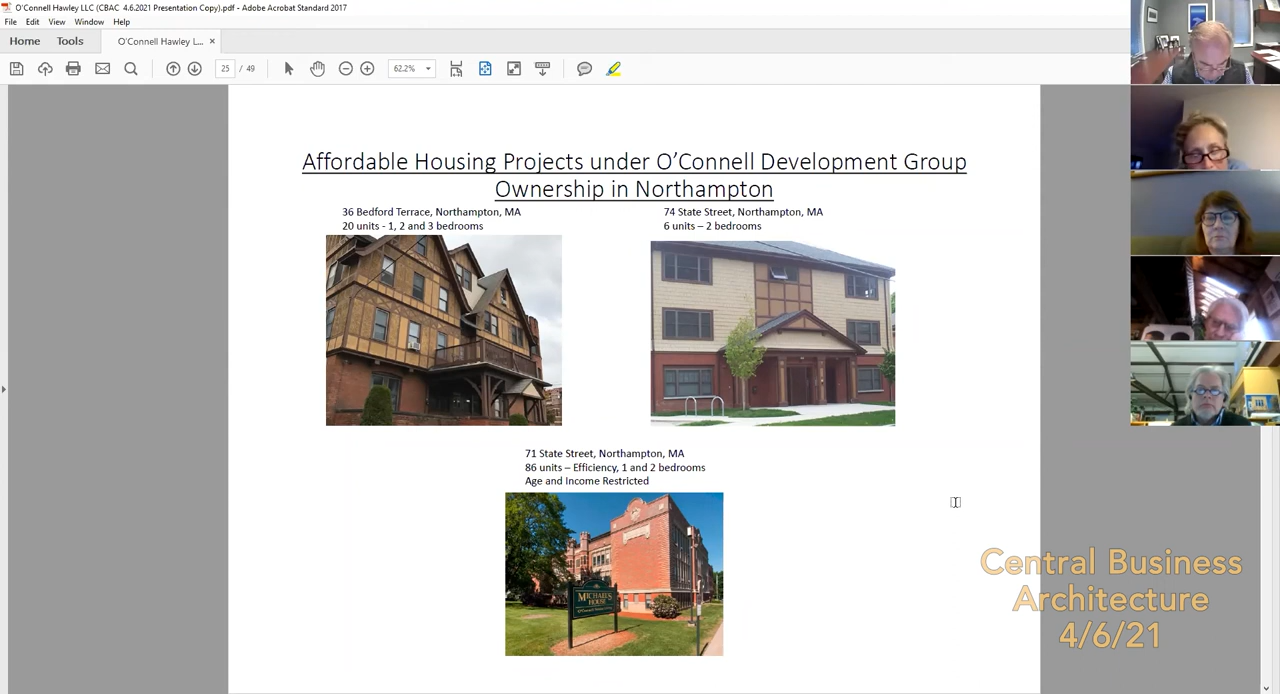 O'Connell Hawley LLC (CBAC 4.6.2021 Presentation Copy).pdf - Adobe Acrobat Standard 2017
File Edit View Window Help
Home Tools O'Connell Hawley L... ×
25 / 49 62.2%
Affordable Housing Projects under O'Connell Development Group
Ownership in Northampton
36 Bedford Terrace, Northampton, MA
20 units - 1, 2 and 3 bedrooms
74 State Street, Northampton, MA
6 units – 2 bedrooms
71 State Street, Northampton, MA
86 units – Efficiency, 1 and 2 bedrooms
Age and Income Restricted
MICHAEL'S
HOUSE
Central Business
Architecture
4/6/21